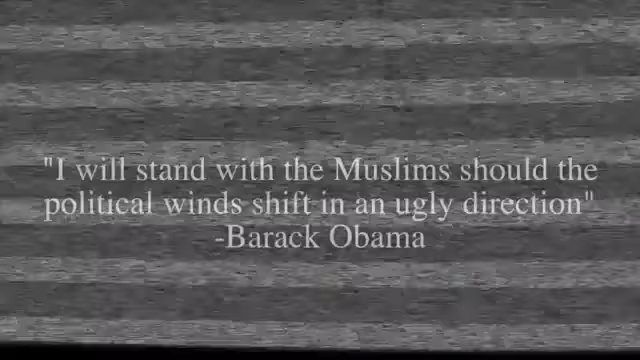 "I will stand with the Muslims should the
political winds shift in an ugly direction"
-Barack Obama